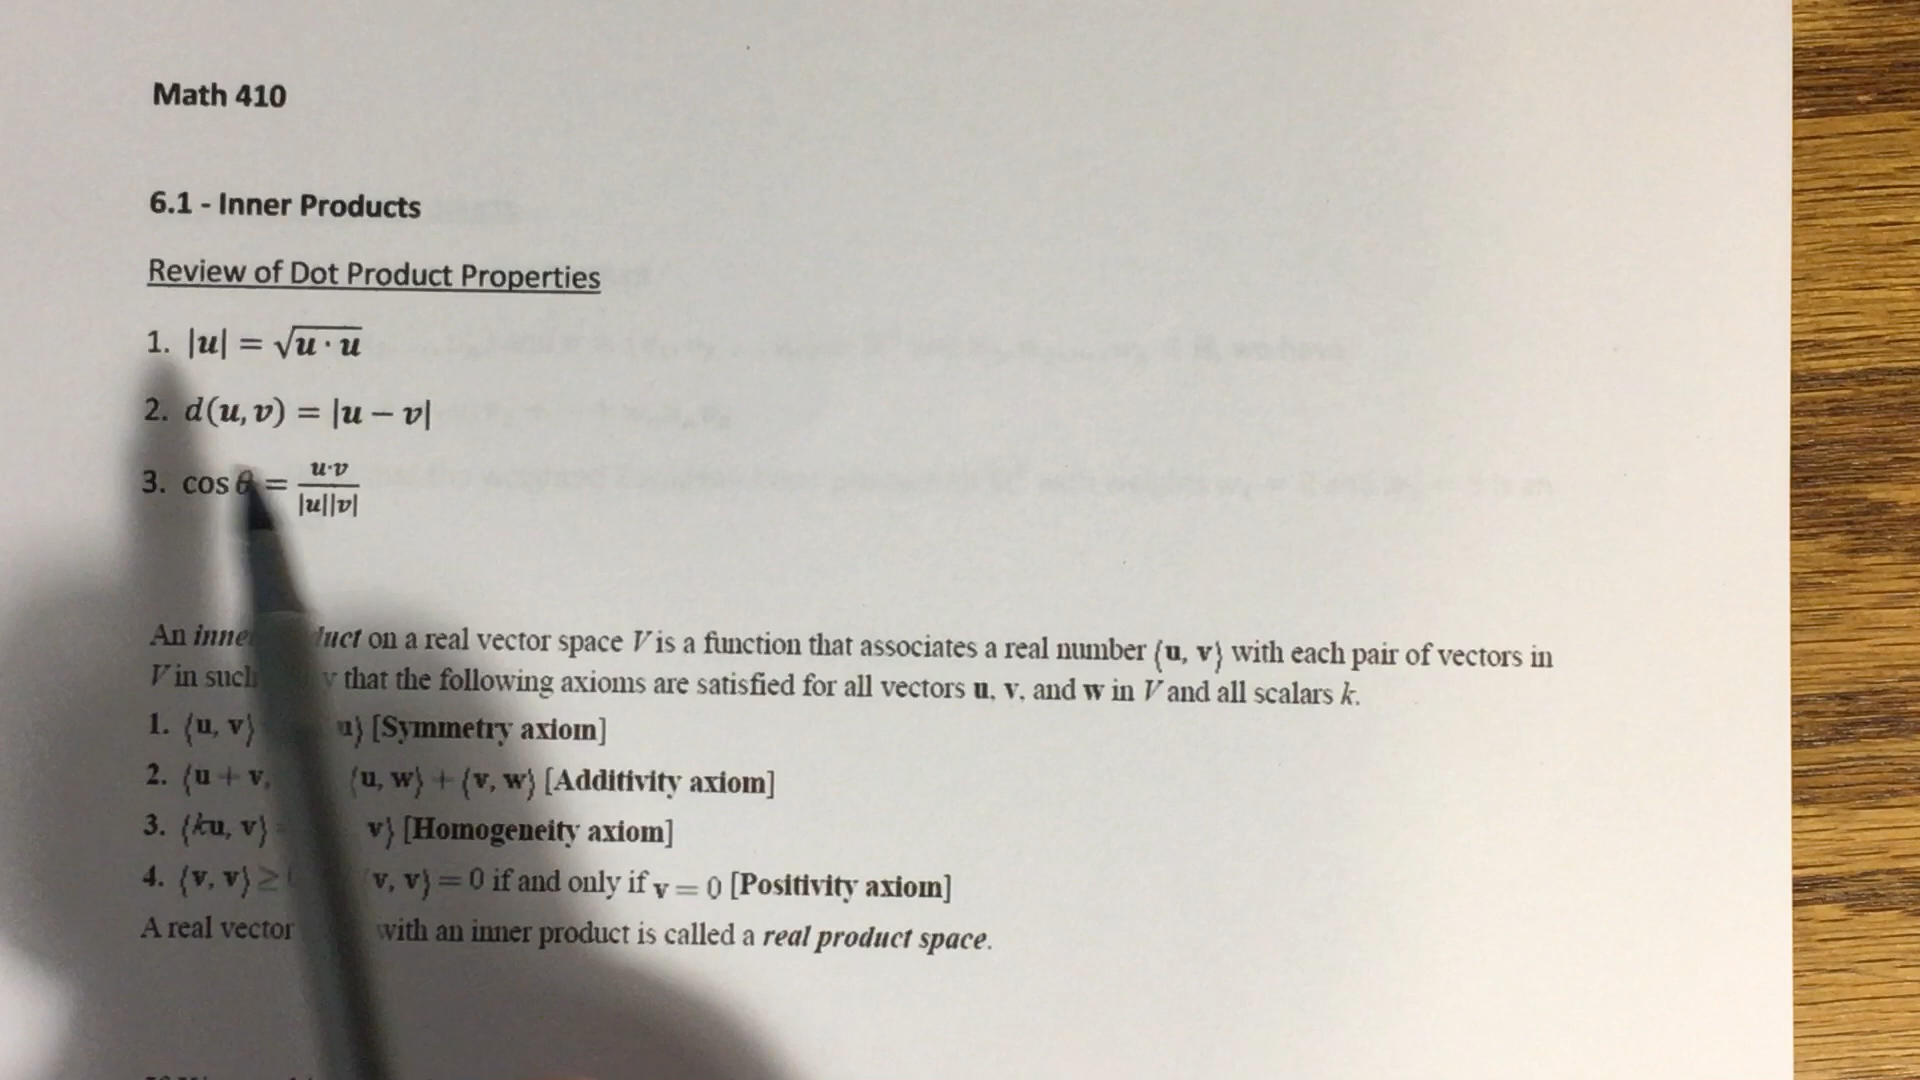 Math 410
6.1 - Inner Products
Review of Dot Product Properties
1. |u| = √u · u
2. d(u, v) = |u − v|
3. cos θ = u·v / |u||v|
An on a real vector space V is a function that associates a real number ⟨u, v⟩ with each pair of vectors in
V in that the following axioms are satisfied for all vectors u, v, and w in V and all scalars k.
1. ⟨u, v⟩ u⟩ [Symmetry axiom]
2. ⟨u + v, ⟨u, w⟩ + ⟨v, w⟩ [Additivity axiom]
3. ⟨ku, v⟩ v⟩ [Homogeneity axiom]
4. ⟨v, v⟩ ≥ v, v⟩ = 0 if and only if v = 0 [Positivity axiom]
A real vector with an inner product is called a real product space.